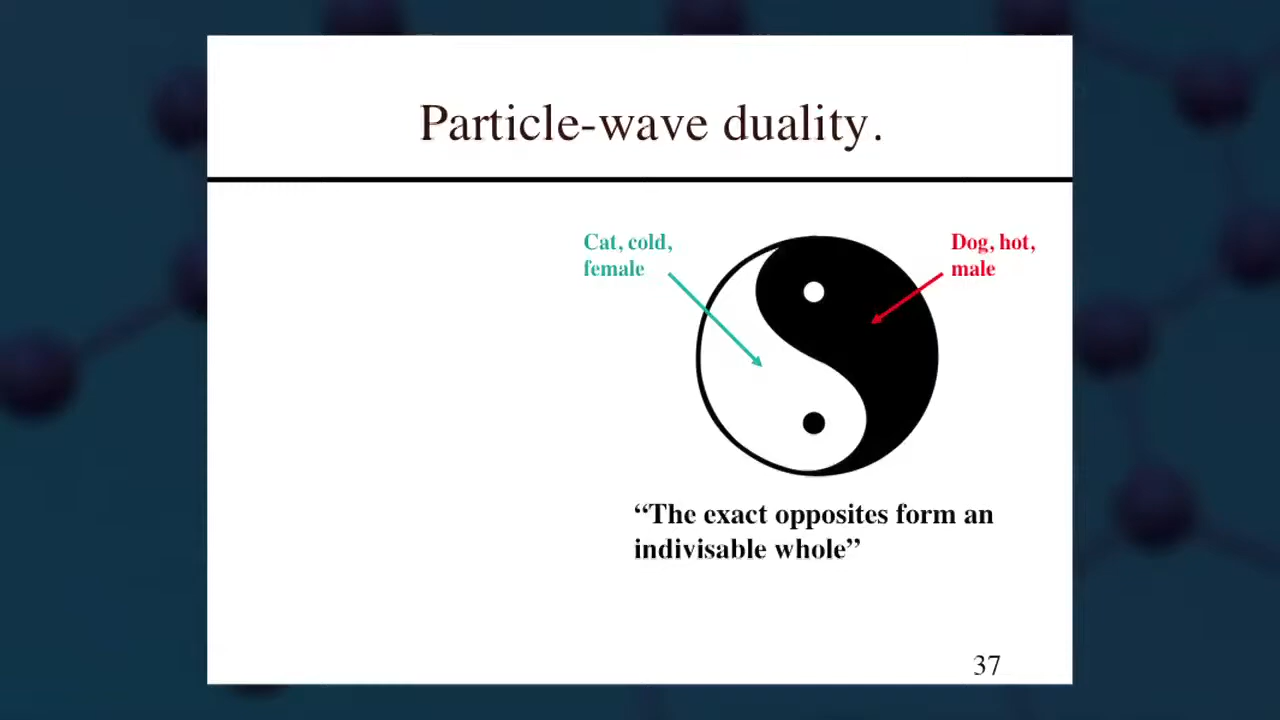 Particle-wave duality.
Cat, cold,
female
Dog, hot,
male
“The exact opposites form an
indivisable whole”
37